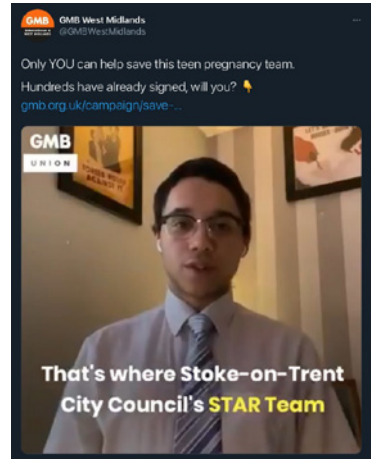 GMB
GMB West Midlands
@GMBWestMidlands
Only YOU can help save this teen pregnancy team.
Hundreds have already signed, will you? 👇
gmb.org.uk/campaign/save-...
GMB
UNION
That's where Stoke-on-Trent
City Council's STAR Team